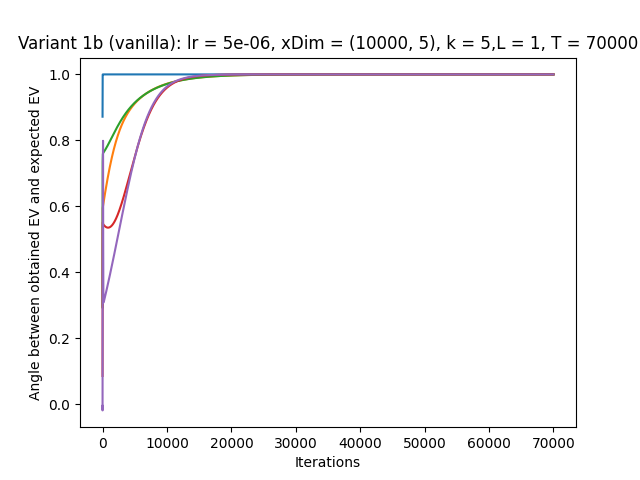 Variant 1b (vanilla): lr = 5e-06, xDim = (10000, 5), k = 5,L = 1, T = 70000
1.0
0.8
0.6
0.4
0.2
0.0
Angle between obtained EV and expected EV
0 10000 20000 30000 40000 50000 60000 70000
Iterations